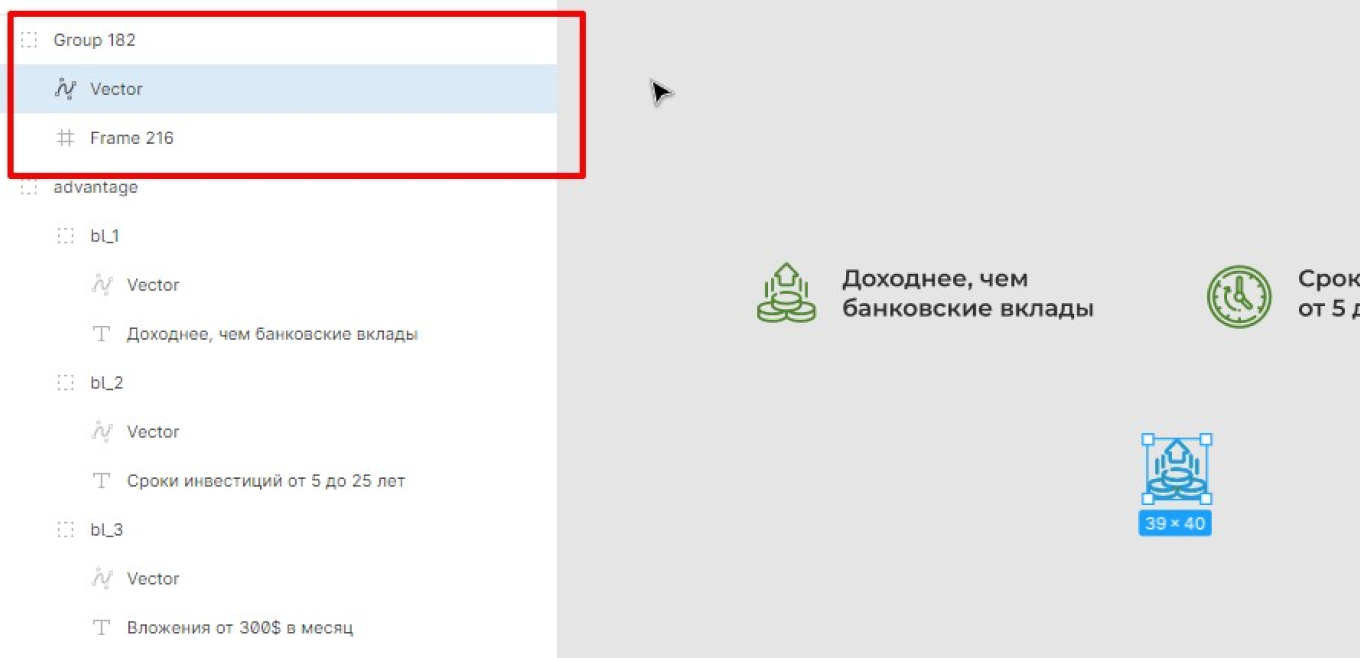 Group 182
Vector
Frame 216
advantage
bl_1
Vector
Доходнее, чем банковские вклады
bl_2
Vector
Сроки инвестиций от 5 до 25 лет
bl_3
Vector
Вложения от 300$ в месяц
Доходнее, чем
банковские вклады
Срок
от 5 д
39 × 40